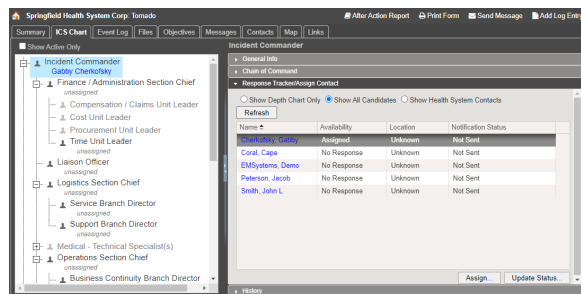 Springfield Health System Corp: Tornado
After Action Report Print Form Send Message Add Log Entry
Summary ICS Chart Event Log Files Objectives Messages Contacts Map Links
Show Active Only
Incident Commander
Gabby Cherkofsky
Finance / Administration Section Chief
unassigned
Compensation / Claims Unit Leader
Cost Unit Leader
Procurement Unit Leader
Time Unit Leader
unassigned
Liaison Officer
unassigned
Logistics Section Chief
unassigned
Service Branch Director
unassigned
Support Branch Director
unassigned
Medical - Technical Specialist(s)
Operations Section Chief
unassigned
Business Continuity Branch Director
Incident Commander
General Info
Chain of Command
Response Tracker/Assign Contact
Show Depth Chart Only Show All Candidates Show Health System Contacts
Refresh
Name Availability Location Notification Status
Cherkofsky, Gabby Assigned Unknown Not Sent
Coral, Cape No Response Unknown Not Sent
EMSystems, Demo No Response Unknown Not Sent
Peterson, Jacob No Response Unknown Not Sent
Smith, John L No Response Unknown Not Sent
Assign... Update Status...
History